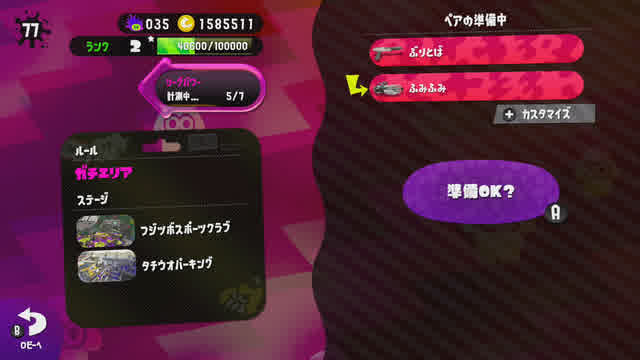 77
035
1585511
ランク 2 40600/100000
リーグパワー
計測中... 5/7
ルール
ガチエリア
ステージ
フジツボスポーツクラブ
タチウオパーキング
B
ロビーへ
ペアの準備中
ぷりとば
ふみふみ
+ カスタマイズ
準備OK?
A